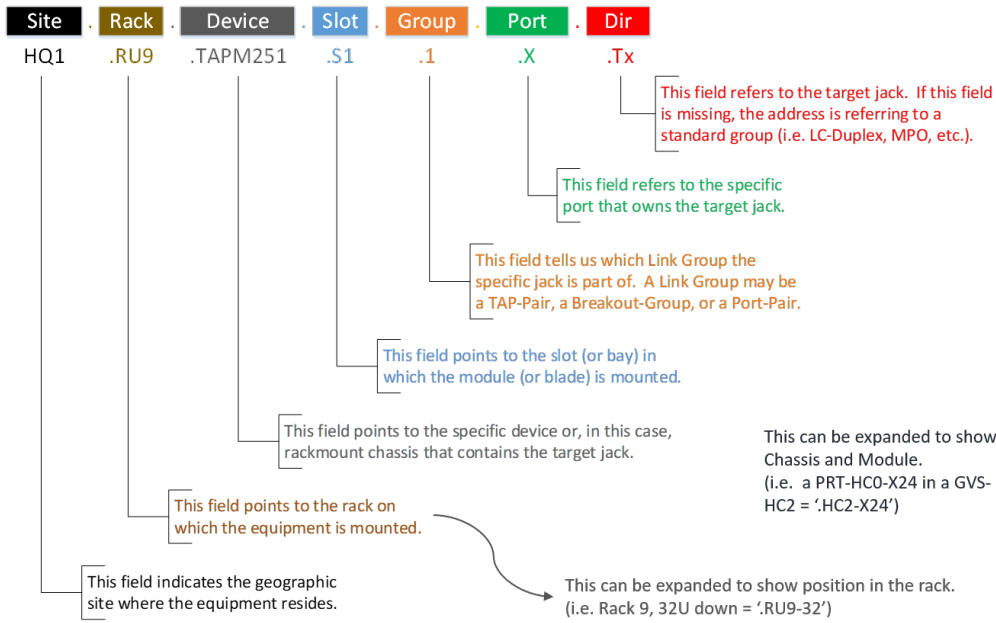 Site . Rack . Device . Slot . Group . Port . Dir
HQ1 .RU9 .TAPM251 .S1 .1 .X .Tx
This field refers to the target jack.  If this field
is missing, the address is referring to a
standard group (i.e. LC-Duplex, MPO, etc.).
This field refers to the specific
port that owns the target jack.
This field tells us which Link Group the
specific jack is part of.  A Link Group may be
a TAP-Pair, a Breakout-Group, or a Port-Pair.
This field points to the slot (or bay) in
which the module (or blade) is mounted.
This field points to the specific device or, in this case,
rackmount chassis that contains the target jack.
This can be expanded to show
Chassis and Module.
(i.e.  a PRT-HC0-X24 in a GVS-
HC2 = ‘.HC2-X24’)
This field points to the rack on
which the equipment is mounted.
This field indicates the geographic
site where the equipment resides.
This can be expanded to show position in the rack.
(i.e. Rack 9, 32U down = ‘.RU9-32’)